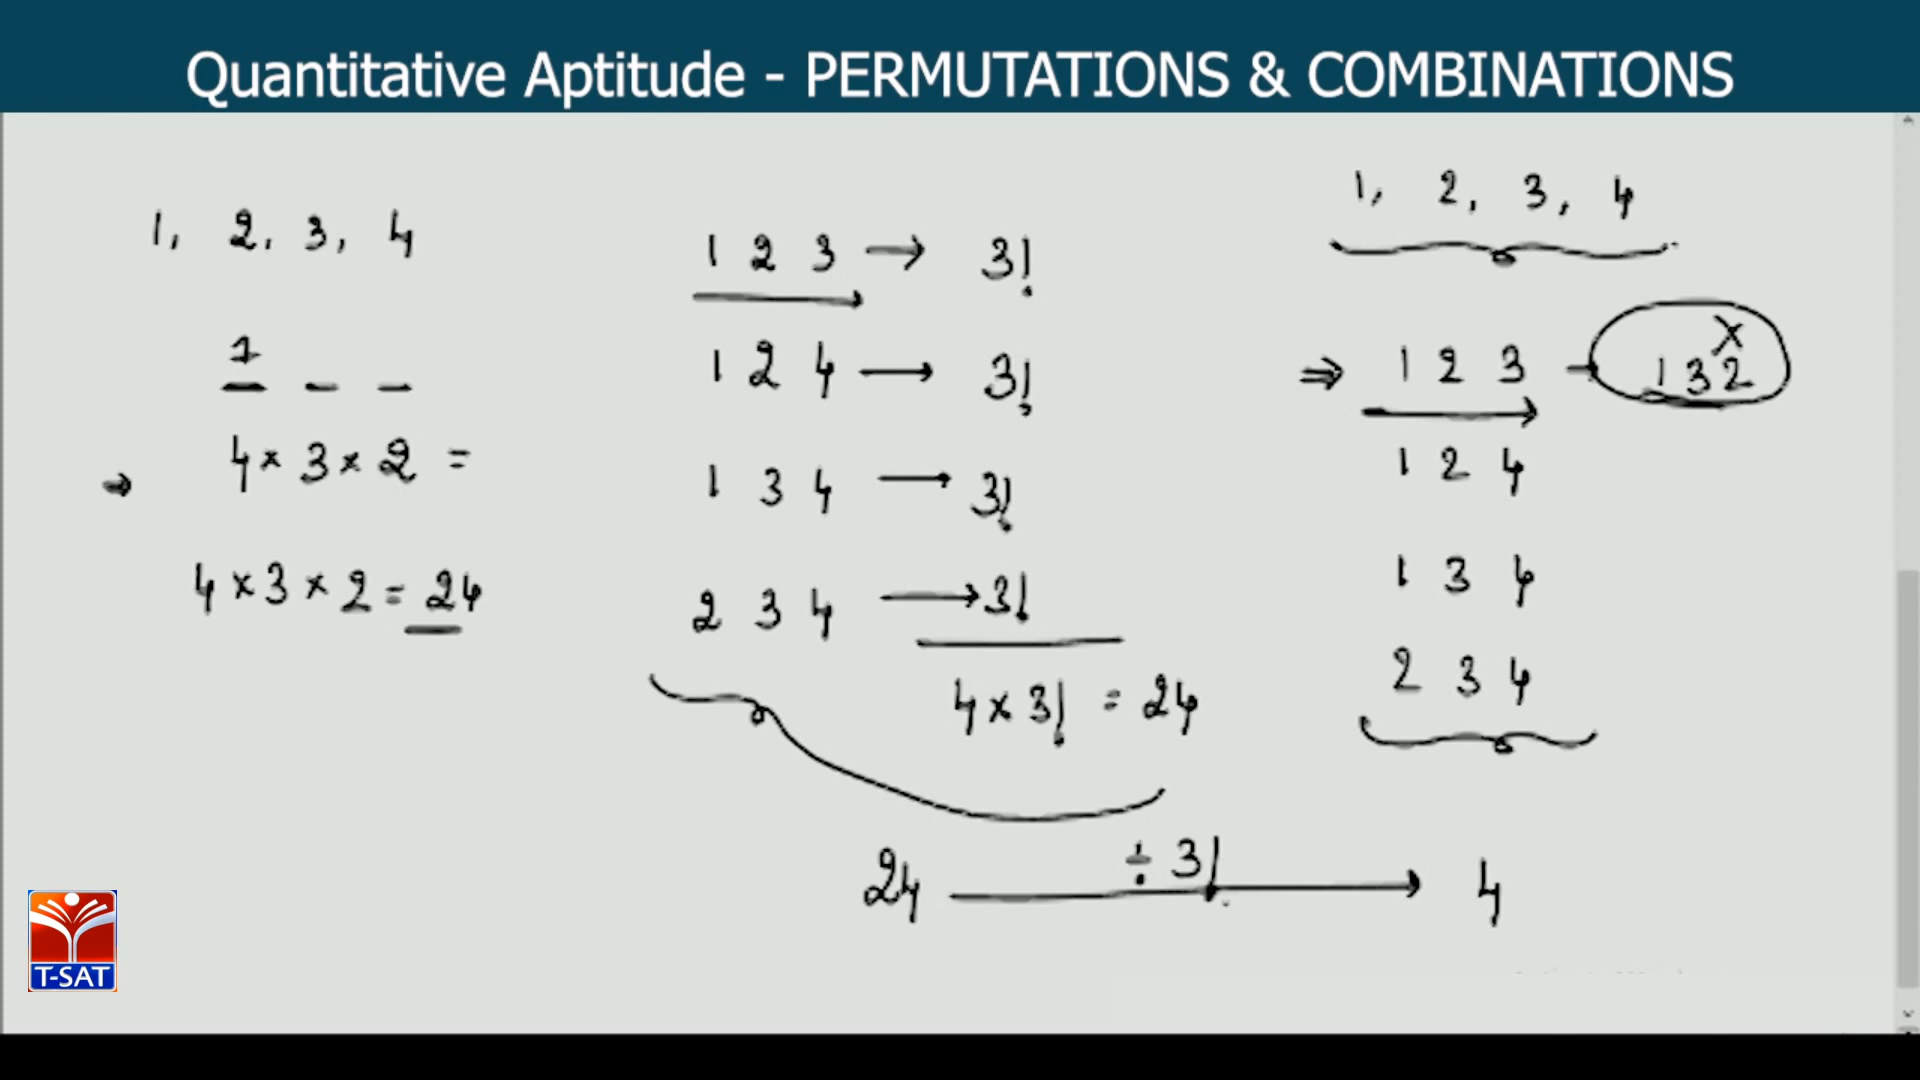 Quantitative Aptitude - PERMUTATIONS & COMBINATIONS
1, 2, 3, 4
1
4 × 3 × 2 =
⇒
4 × 3 × 2 = 24
1 2 3 → 3!
1 2 4 → 3!
1 3 4 → 3!
2 3 4 → 3!
4 × 3! = 24
1, 2, 3, 4
⇒ 1 2 3 → 1 3 2 ×
1 2 4
1 3 4
2 3 4
24 ÷ 3! → 4
T-SAT